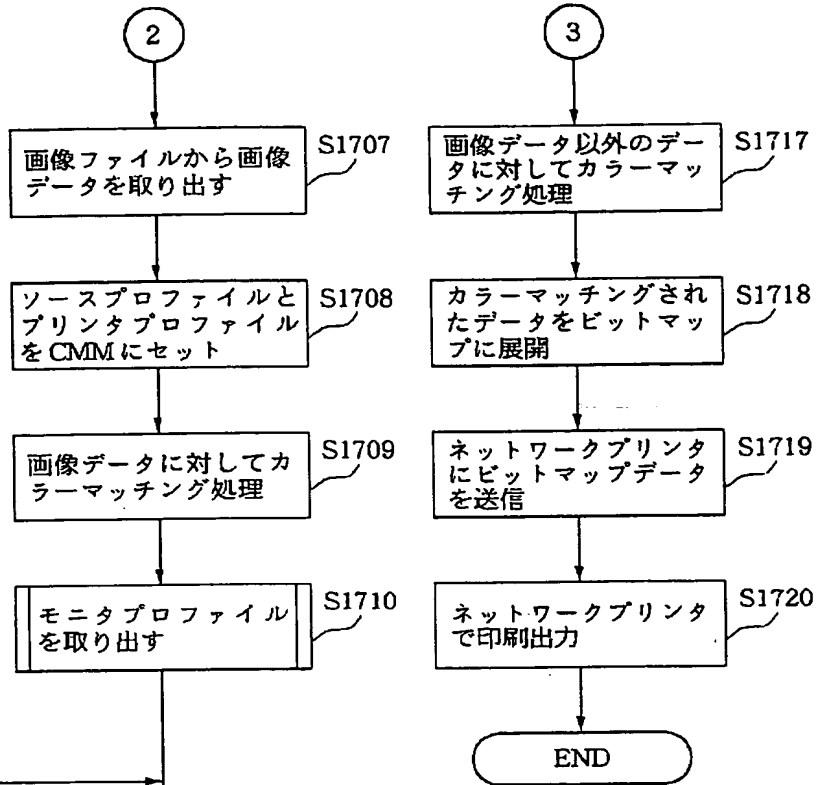 2
画像ファイルから画像
データを取り出す
S1707
ソースプロファイルと
プリンタプロファイル
をCMMにセット
S1708
画像データに対してカ
ラーマッチング処理
S1709
モニタプロファイル
を取り出す
S1710
3
画像データ以外のデー
タに対してカラーマッ
チング処理
S1717
カラーマッチングされ
たデータをビットマッ
プに展開
S1718
ネットワークプリンタ
にビットマップデータ
を送信
S1719
ネットワークプリンタ
で印刷出力
S1720
END